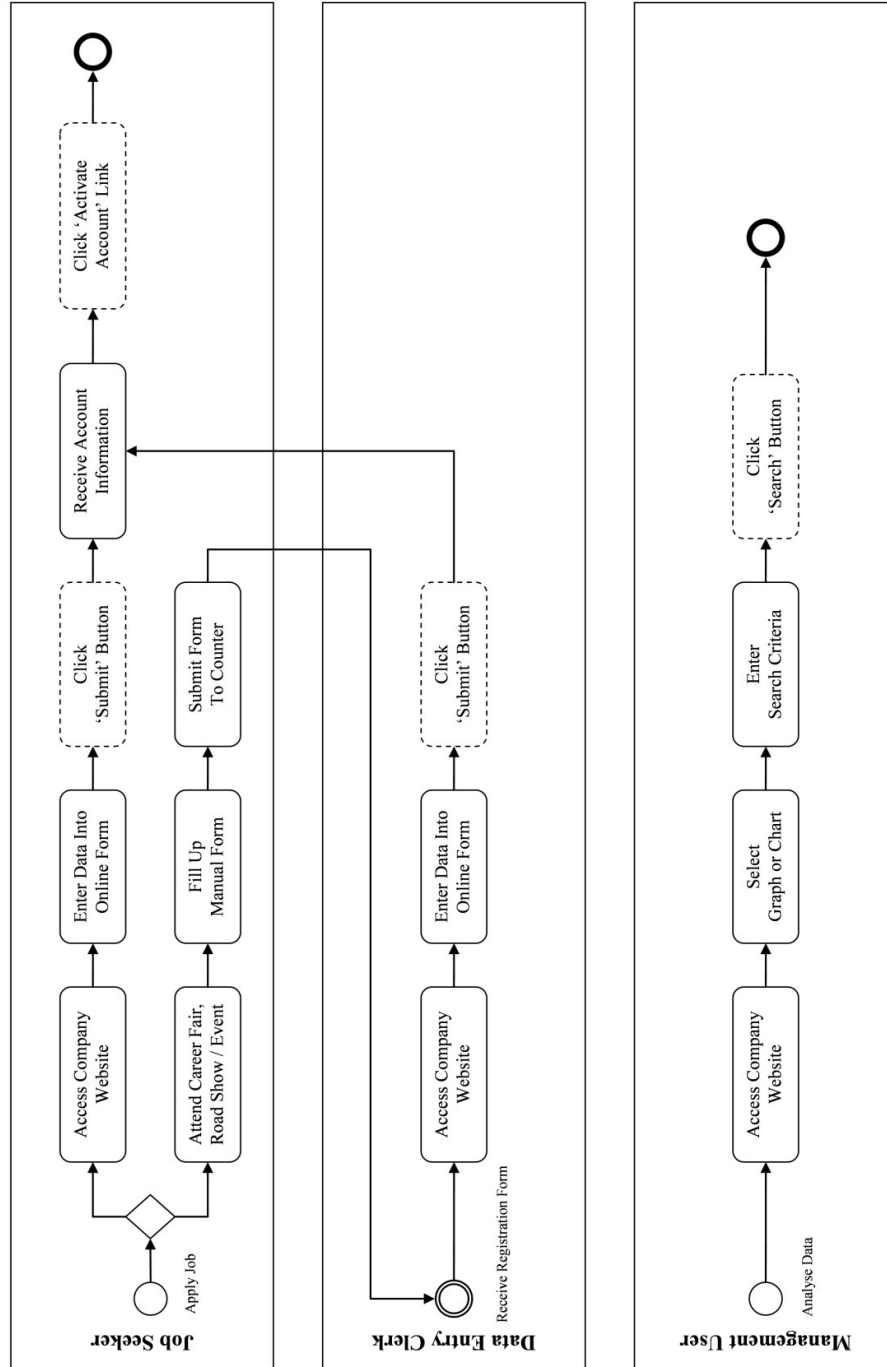 Job Seeker
Apply Job
Access Company
Website
Enter Data Into
Online Form
Click
‘Submit’ Button
Receive Account
Information
Click ‘Activate
Account’ Link
Attend Career Fair,
Road Show / Event
Fill Up
Manual Form
Submit Form
To Counter
Data Entry Clerk
Receive Registration Form
Access Company
Website
Enter Data Into
Online Form
Click
‘Submit’ Button
Management User
Analyse Data
Access Company
Website
Select
Graph or Chart
Enter
Search Criteria
Click
‘Search’ Button